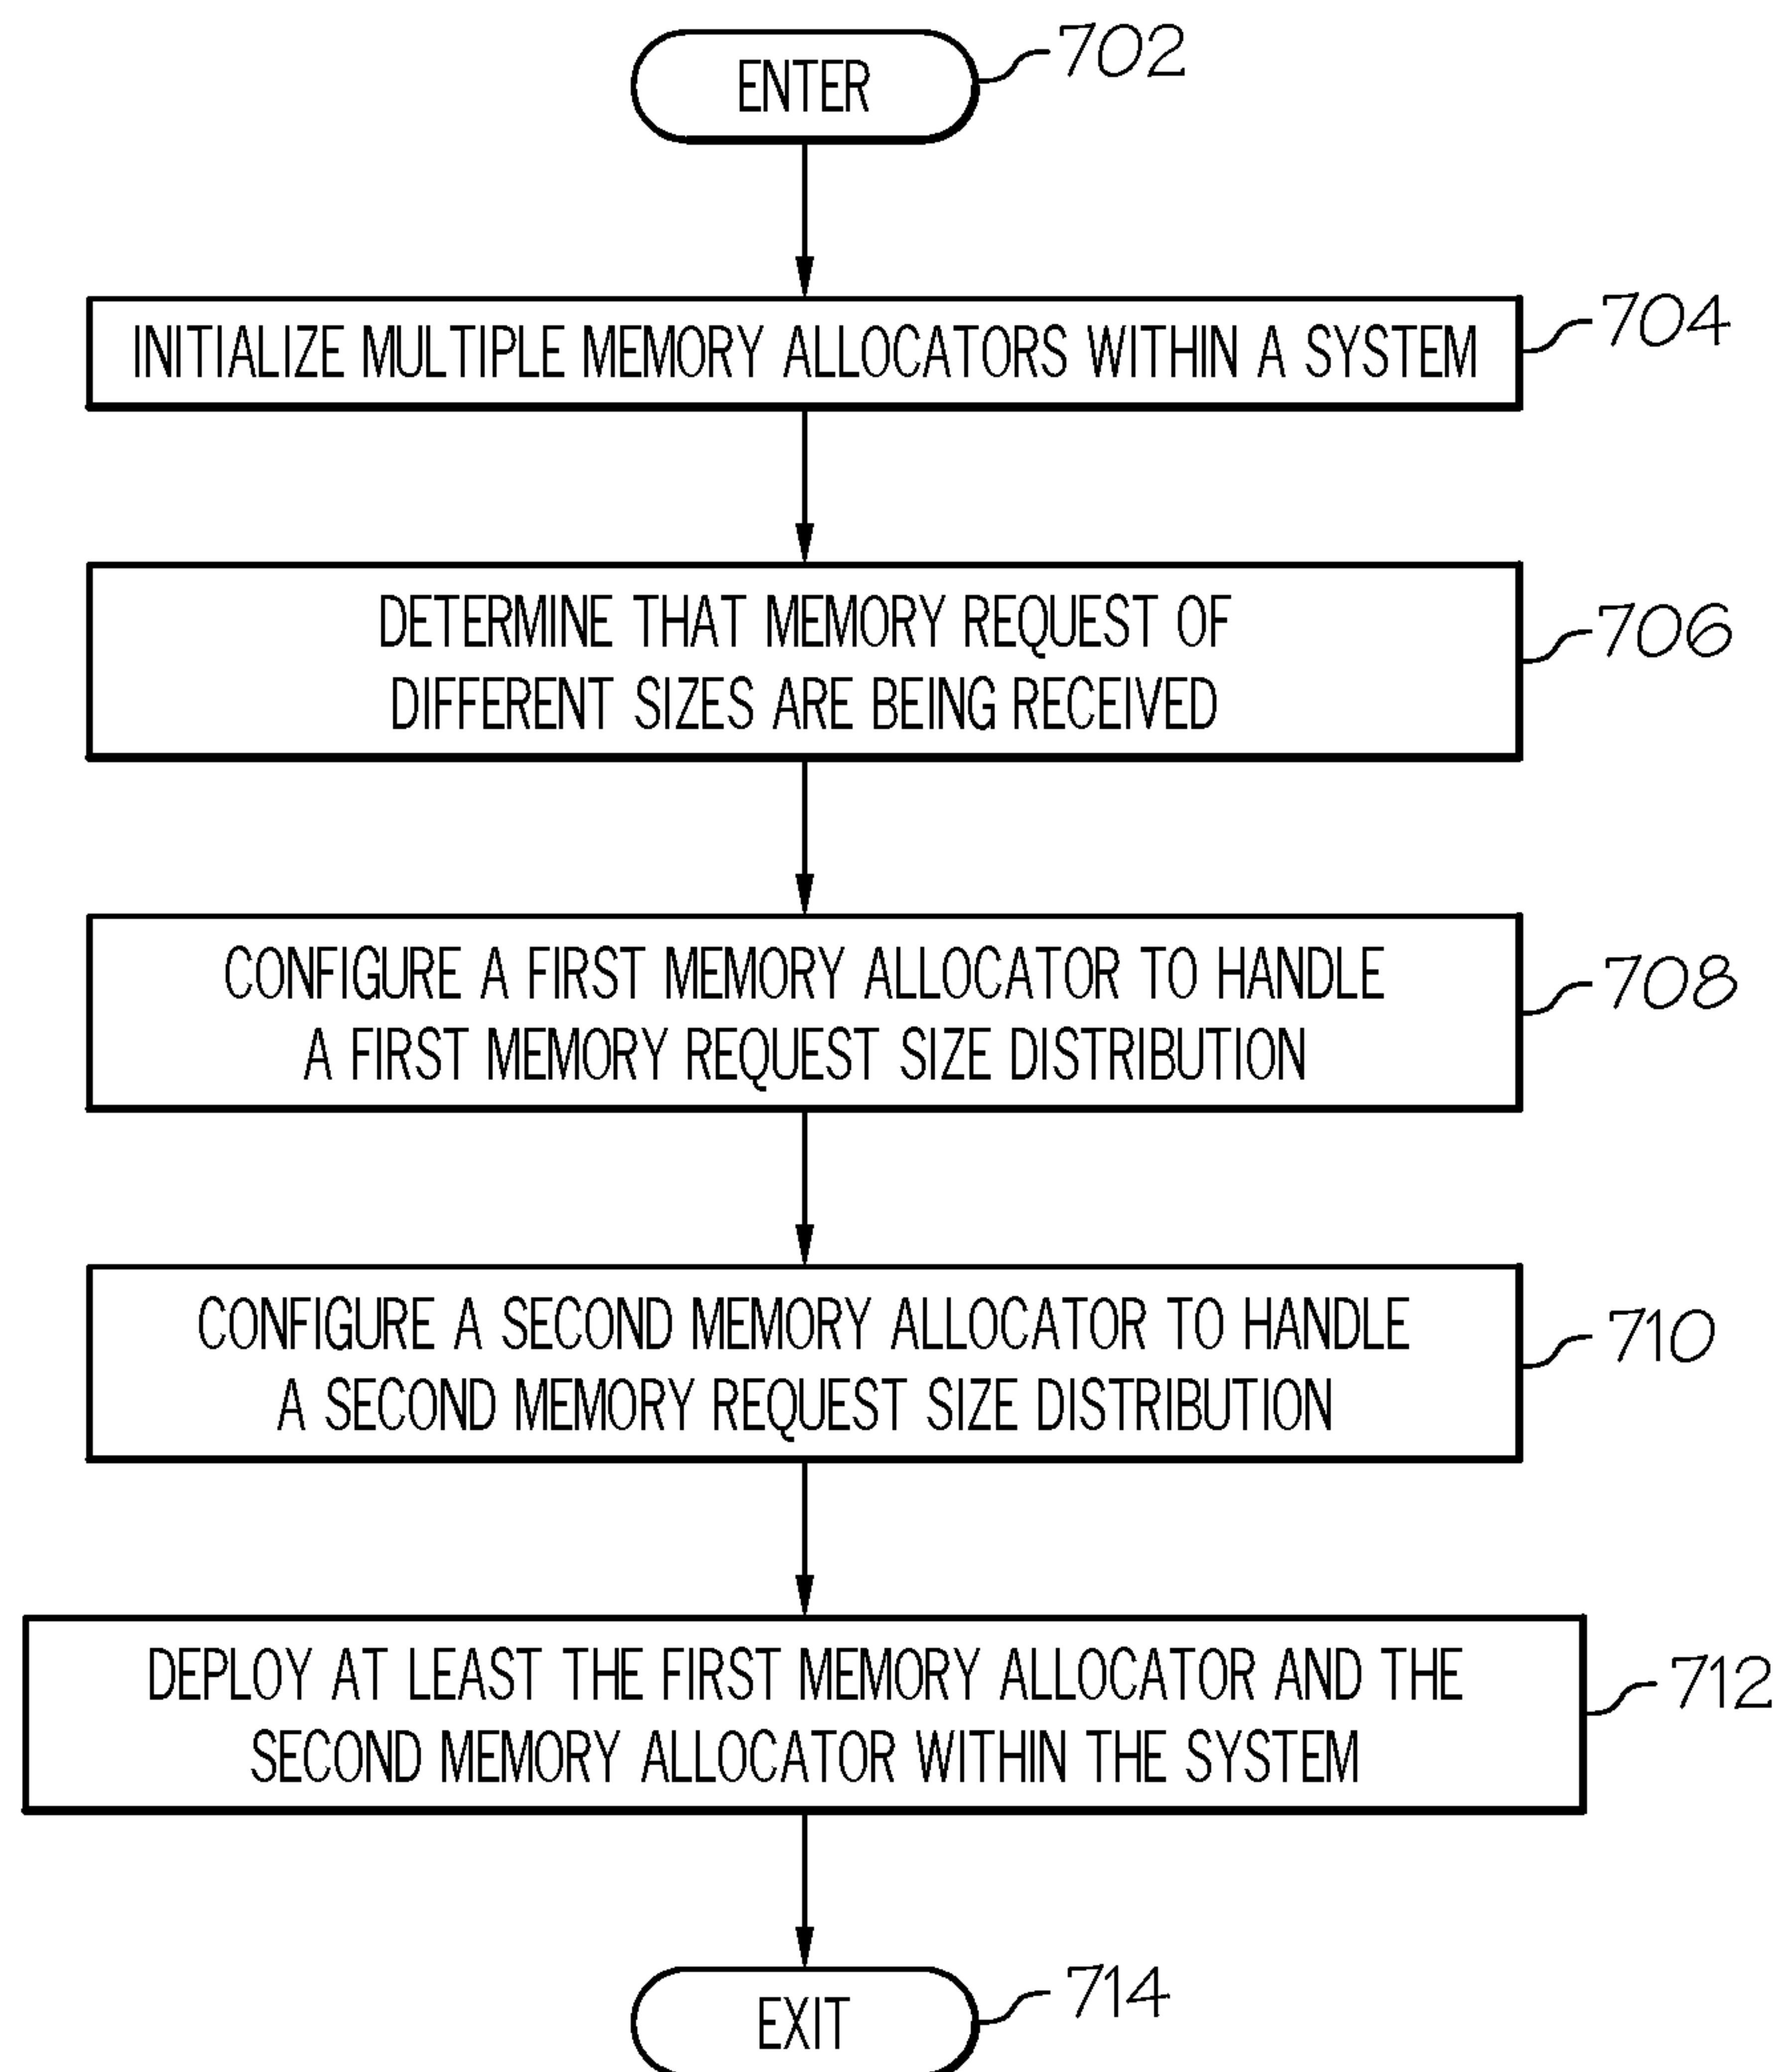 ENTER
702
INITIALIZE MULTIPLE MEMORY ALLOCATORS WITHIN A SYSTEM
704
DETERMINE THAT MEMORY REQUEST OF
DIFFERENT SIZES ARE BEING RECEIVED
706
CONFIGURE A FIRST MEMORY ALLOCATOR TO HANDLE
A FIRST MEMORY REQUEST SIZE DISTRIBUTION
708
CONFIGURE A SECOND MEMORY ALLOCATOR TO HANDLE
A SECOND MEMORY REQUEST SIZE DISTRIBUTION
710
DEPLOY AT LEAST THE FIRST MEMORY ALLOCATOR AND THE
SECOND MEMORY ALLOCATOR WITHIN THE SYSTEM
712
EXIT
714